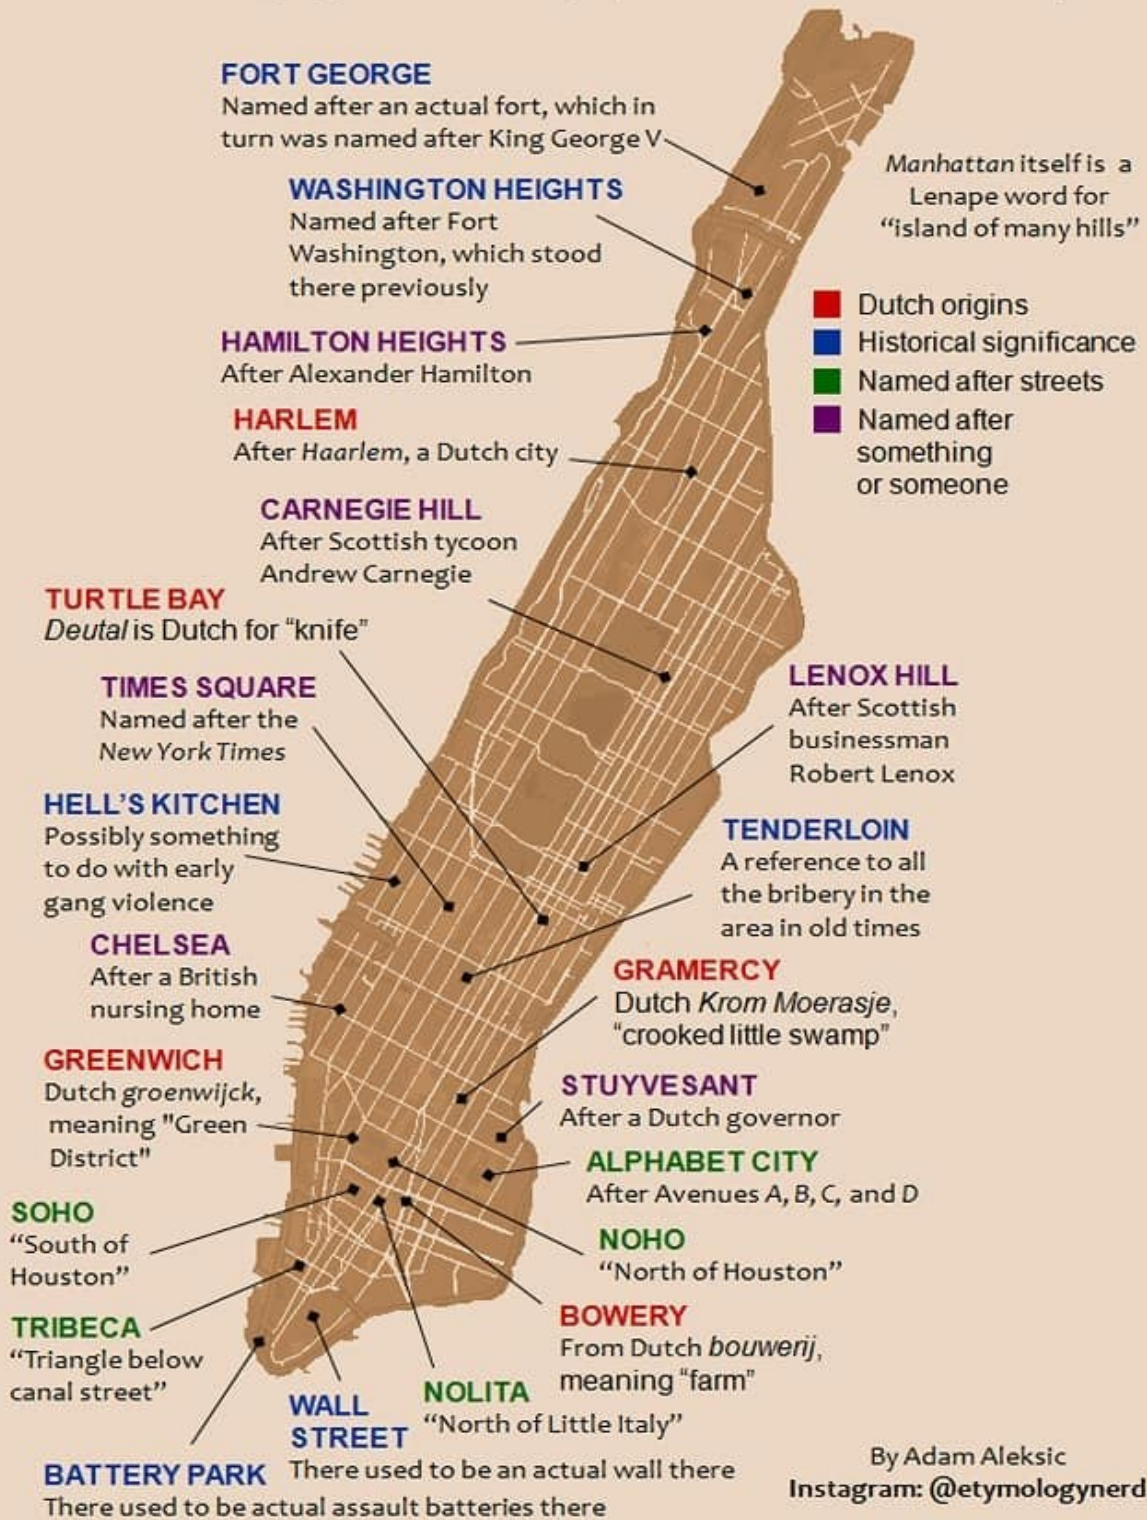 FORT GEORGE
Named after an actual fort, which in
turn was named after King George V
Manhattan itself is a
Lenape word for
“island of many hills”
WASHINGTON HEIGHTS
Named after Fort
Washington, which stood
there previously
Dutch origins
Historical significance
Named after streets
Named after
something
or someone
HAMILTON HEIGHTS
After Alexander Hamilton
HARLEM
After Haarlem, a Dutch city
CARNEGIE HILL
After Scottish tycoon
Andrew Carnegie
TURTLE BAY
Deutal is Dutch for “knife”
TIMES SQUARE
Named after the
New York Times
LENOX HILL
After Scottish
businessman
Robert Lenox
HELL'S KITCHEN
Possibly something
to do with early
gang violence
TENDERLOIN
A reference to all
the bribery in the
area in old times
CHELSEA
After a British
nursing home
GRAMERCY
Dutch Krom Moerasje,
“crooked little swamp”
GREENWICH
Dutch groenwijck,
meaning "Green
District"
STUYVESANT
After a Dutch governor
ALPHABET CITY
After Avenues A, B, C, and D
SOHO
“South of
Houston”
NOHO
“North of Houston”
TRIBECA
“Triangle below
canal street”
BOWERY
From Dutch bouwerij,
meaning “farm”
NOLITA
“North of Little Italy”
WALL
STREET
There used to be an actual wall there
BATTERY PARK
There used to be actual assault batteries there
By Adam Aleksic
Instagram: @etymologynerd